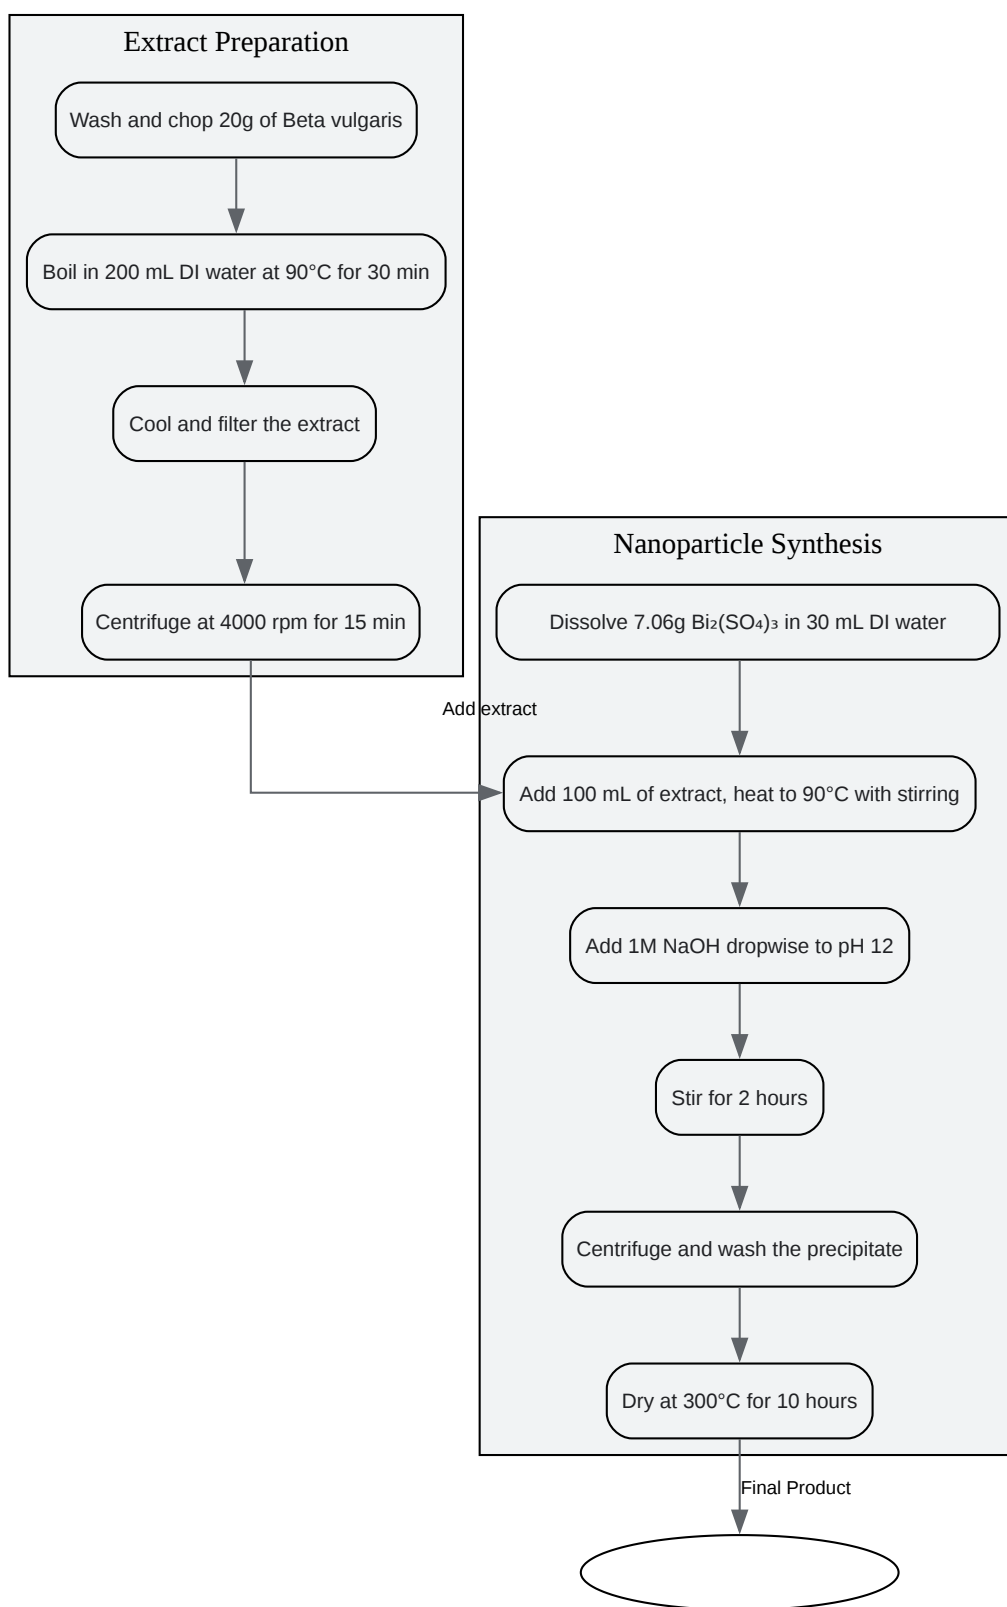 Extract Preparation
Wash and chop 20g of Beta vulgaris
Boil in 200 mL DI water at 90°C for 30 min
Cool and filter the extract
Centrifuge at 4000 rpm for 15 min
Add extract
Nanoparticle Synthesis
Dissolve 7.06g Bi₂(SO₄)₃ in 30 mL DI water
Add 100 mL of extract, heat to 90°C with stirring
Add 1M NaOH dropwise to pH 12
Stir for 2 hours
Centrifuge and wash the precipitate
Dry at 300°C for 10 hours
Final Product